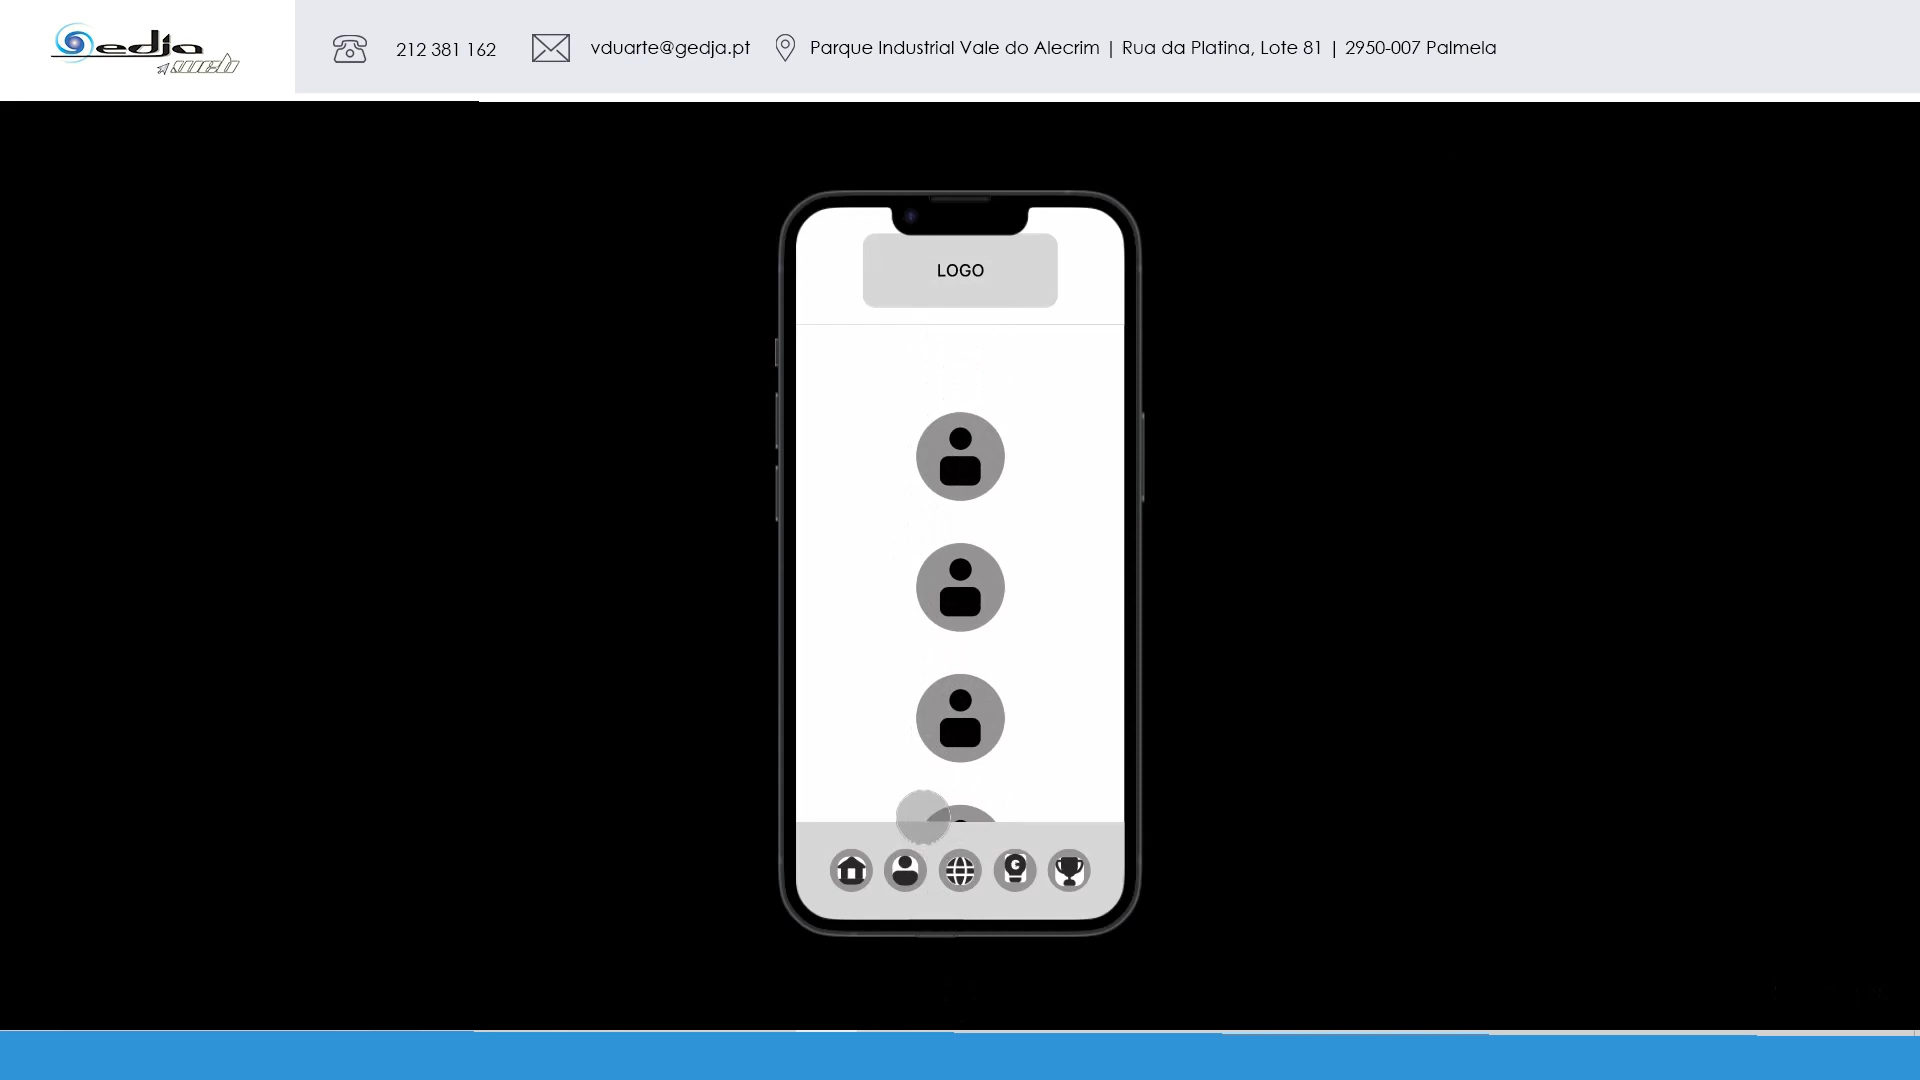 Gedja
web
212 381 162
vduarte@gedja.pt
Parque Industrial Vale do Alecrim | Rua da Platina, Lote 81 | 2950-007 Palmela
LOGO